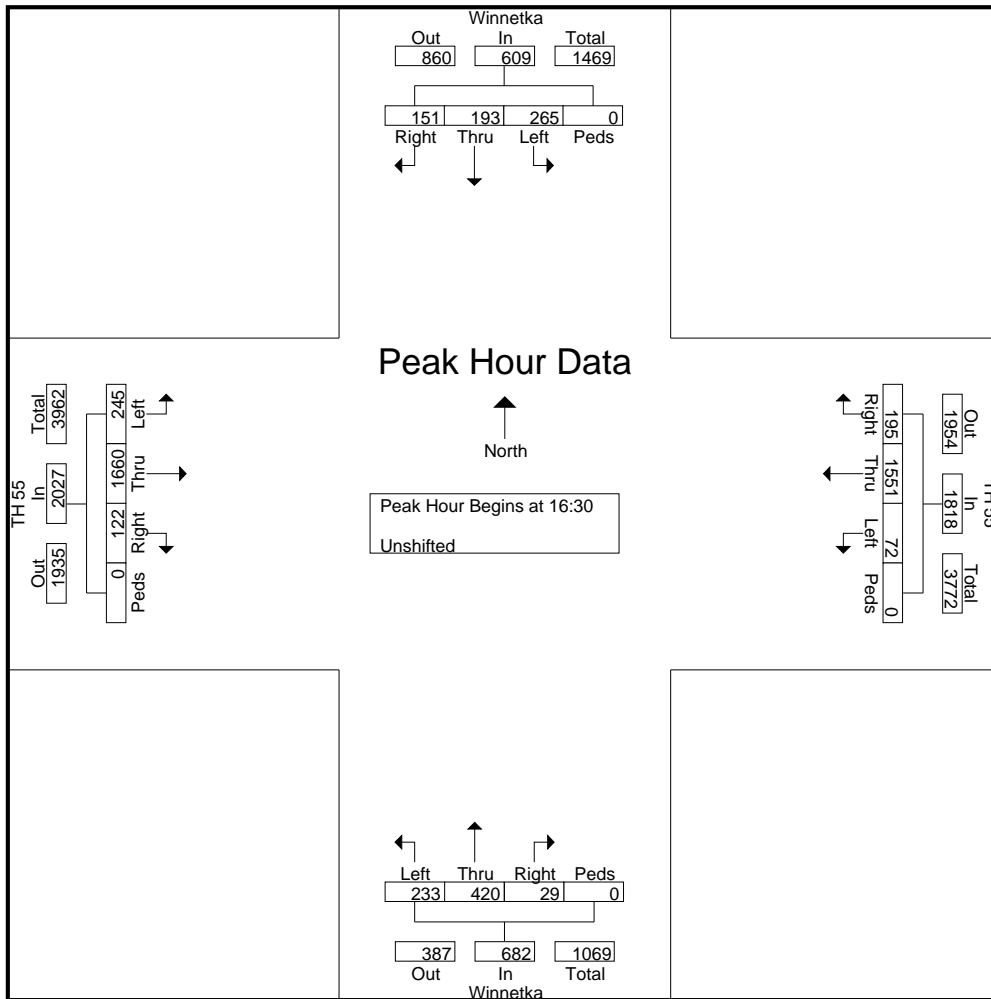 Winnetka
Out In Total
860 609 1469
151 193 265 0
Right Thru Left Peds
Peak Hour Data
North
Peak Hour Begins at 16:30
Unshifted
TH 55
Total In Out
3962 2027 1935
245 1660 122 0
Left Thru Right Peds
Right Thru Left Peds
195 1551 72 0
Out In Total
1954 1818 3772
TH 55
Left Thru Right Peds
233 420 29 0
387 682 1069
Out In Total
Winnetka